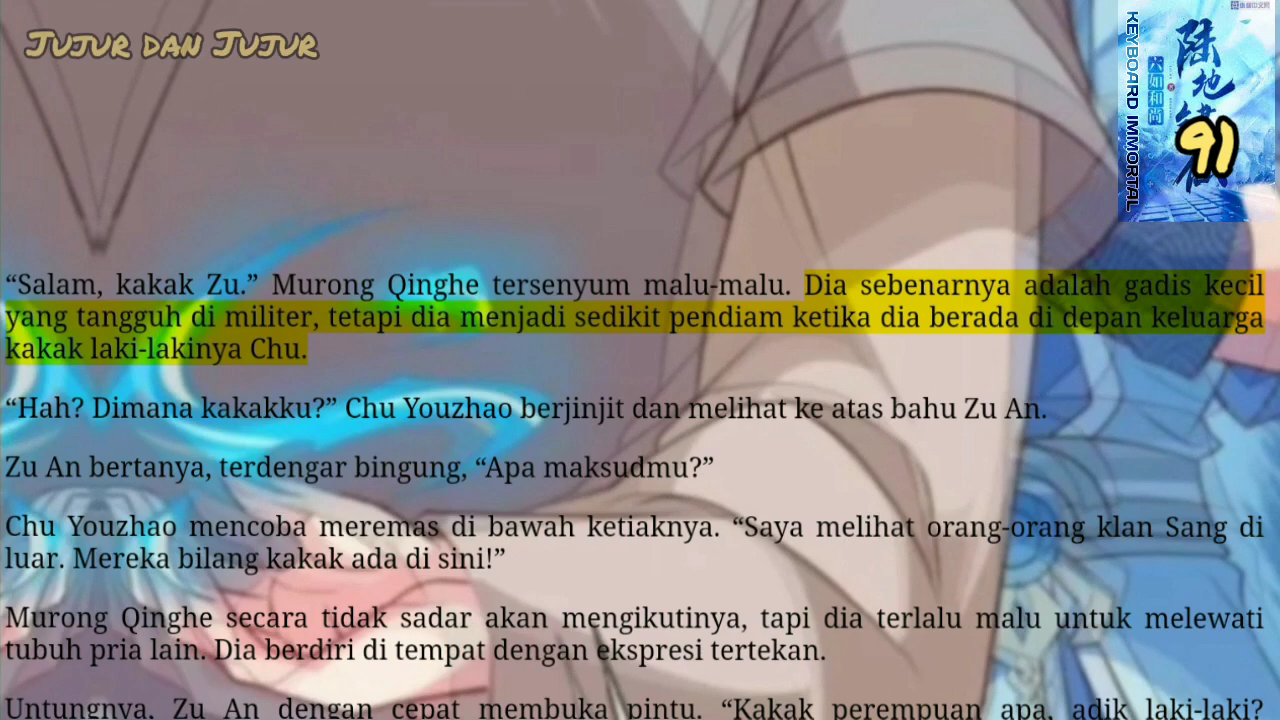 Jujur dan Jujur
KEYBOARD IMMORTAL
陆地
六如和尚
91
“Salam, kakak Zu.” Murong Qinghe tersenyum malu-malu. Dia sebenarnya adalah gadis kecil
yang tangguh di militer, tetapi dia menjadi sedikit pendiam ketika dia berada di depan keluarga
kakak laki-lakinya Chu.
“Hah? Dimana kakakku?” Chu Youzhao berjinjit dan melihat ke atas bahu Zu An.
Zu An bertanya, terdengar bingung, “Apa maksudmu?”
Chu Youzhao mencoba meremas di bawah ketiaknya. “Saya melihat orang-orang klan Sang di
luar. Mereka bilang kakak ada di sini!”
Murong Qinghe secara tidak sadar akan mengikutinya, tapi dia terlalu malu untuk melewati
tubuh pria lain. Dia berdiri di tempat dengan ekspresi tertekan.
Untungnya, Zu An dengan cepat membuka pintu. “Kakak perempuan apa, adik laki-laki?